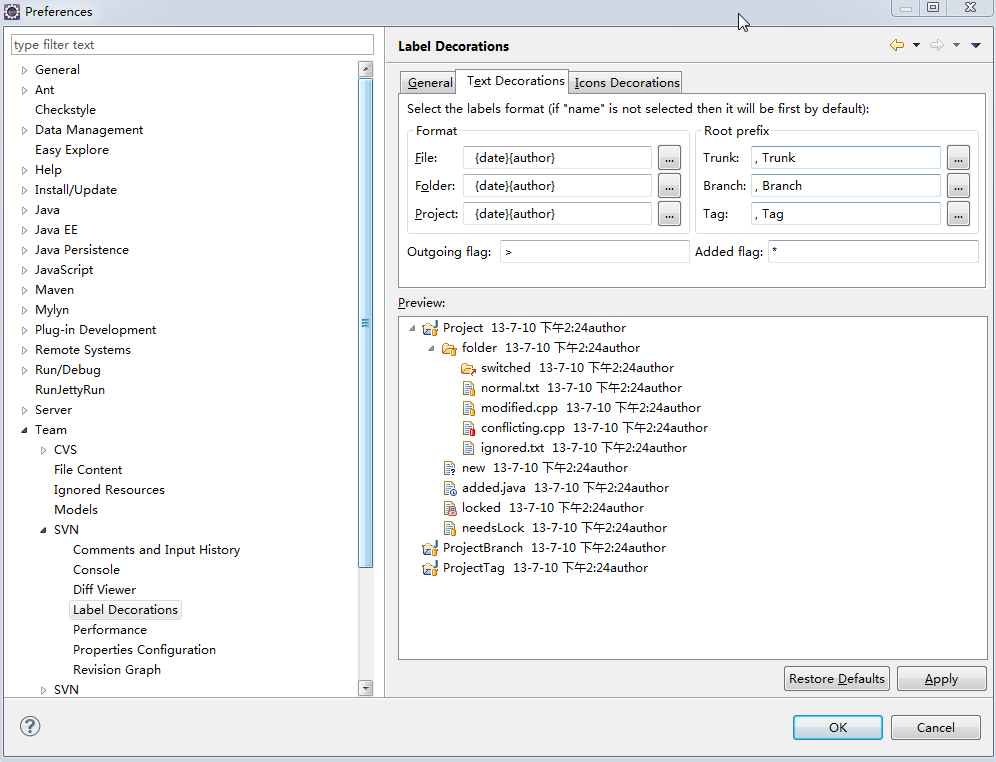 Preferences
type filter text
General
Ant
Checkstyle
Data Management
Easy Explore
Help
Install/Update
Java
Java EE
Java Persistence
JavaScript
Maven
Mylyn
Plug-in Development
Remote Systems
Run/Debug
RunJettyRun
Server
Team
CVS
File Content
Ignored Resources
Models
SVN
Comments and Input History
Console
Diff Viewer
Label Decorations
Performance
Properties Configuration
Revision Graph
SVN
Label Decorations
General Text Decorations Icons Decorations
Select the labels format (if "name" is not selected then it will be first by default):
Format
File: {date}{author} ...
Folder: {date}{author} ...
Project: {date}{author} ...
Root prefix
Trunk: , Trunk ...
Branch: , Branch ...
Tag: , Tag ...
Outgoing flag: > Added flag: *
Preview:
Project 13-7-10 下午2:24author
folder 13-7-10 下午2:24author
switched 13-7-10 下午2:24author
normal.txt 13-7-10 下午2:24author
modified.cpp 13-7-10 下午2:24author
conflicting.cpp 13-7-10 下午2:24author
ignored.txt 13-7-10 下午2:24author
new 13-7-10 下午2:24author
added.java 13-7-10 下午2:24author
locked 13-7-10 下午2:24author
needsLock 13-7-10 下午2:24author
ProjectBranch 13-7-10 下午2:24author
ProjectTag 13-7-10 下午2:24author
Restore Defaults Apply
? OK Cancel